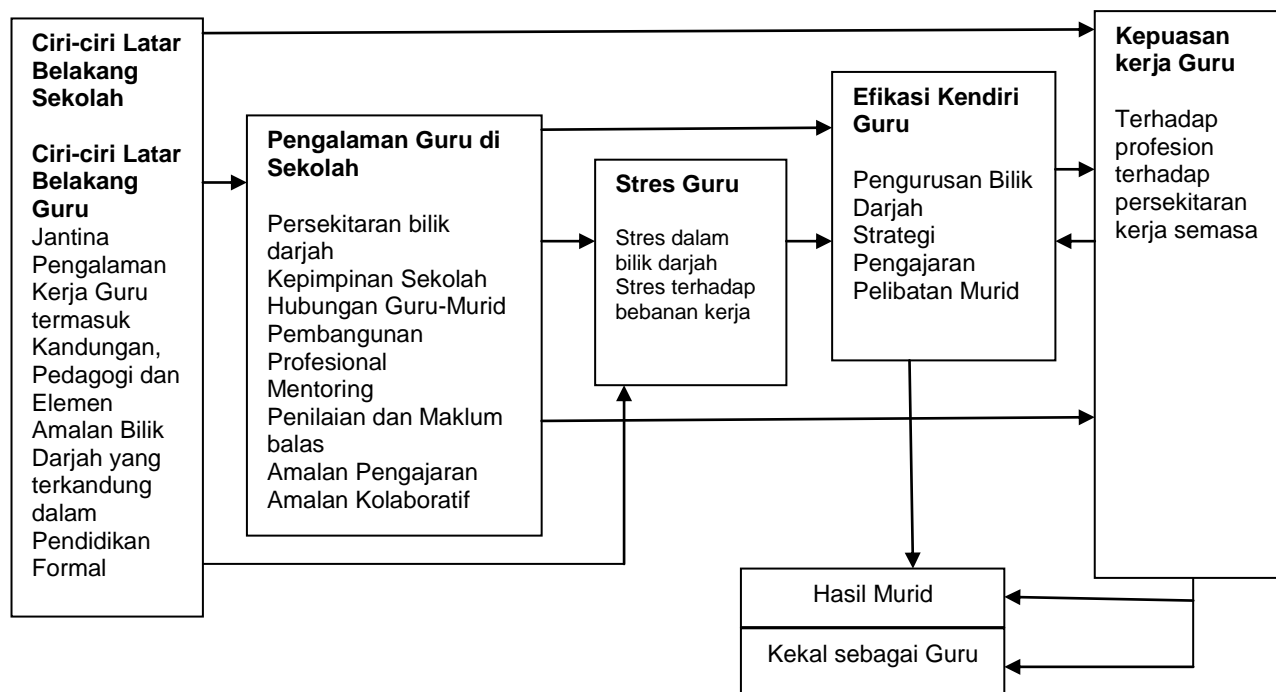 Ciri-ciri Latar
Belakang
Sekolah
Ciri-ciri Latar
Belakang
Guru
Jantina
Pengalaman
Kerja Guru
termasuk
Kandungan,
Pedagogi dan
Elemen
Amalan Bilik
Darjah yang
terkandung
dalam
Pendidikan
Formal
Pengalaman Guru di
Sekolah
Persekitaran bilik
darjah
Kepimpinan Sekolah
Hubungan Guru-Murid
Pembangunan
Profesional
Mentoring
Penilaian dan Maklum
balas
Amalan Pengajaran
Amalan Kolaboratif
Stres Guru
Stres dalam
bilik darjah
Stres terhadap
bebanan kerja
Efikasi Kendiri
Guru
Pengurusan Bilik
Darjah
Strategi
Pengajaran
Pelibatan Murid
Kepuasan
kerja Guru
Terhadap
profesion
terhadap
persekitaran
kerja semasa
Hasil Murid
Kekal sebagai Guru